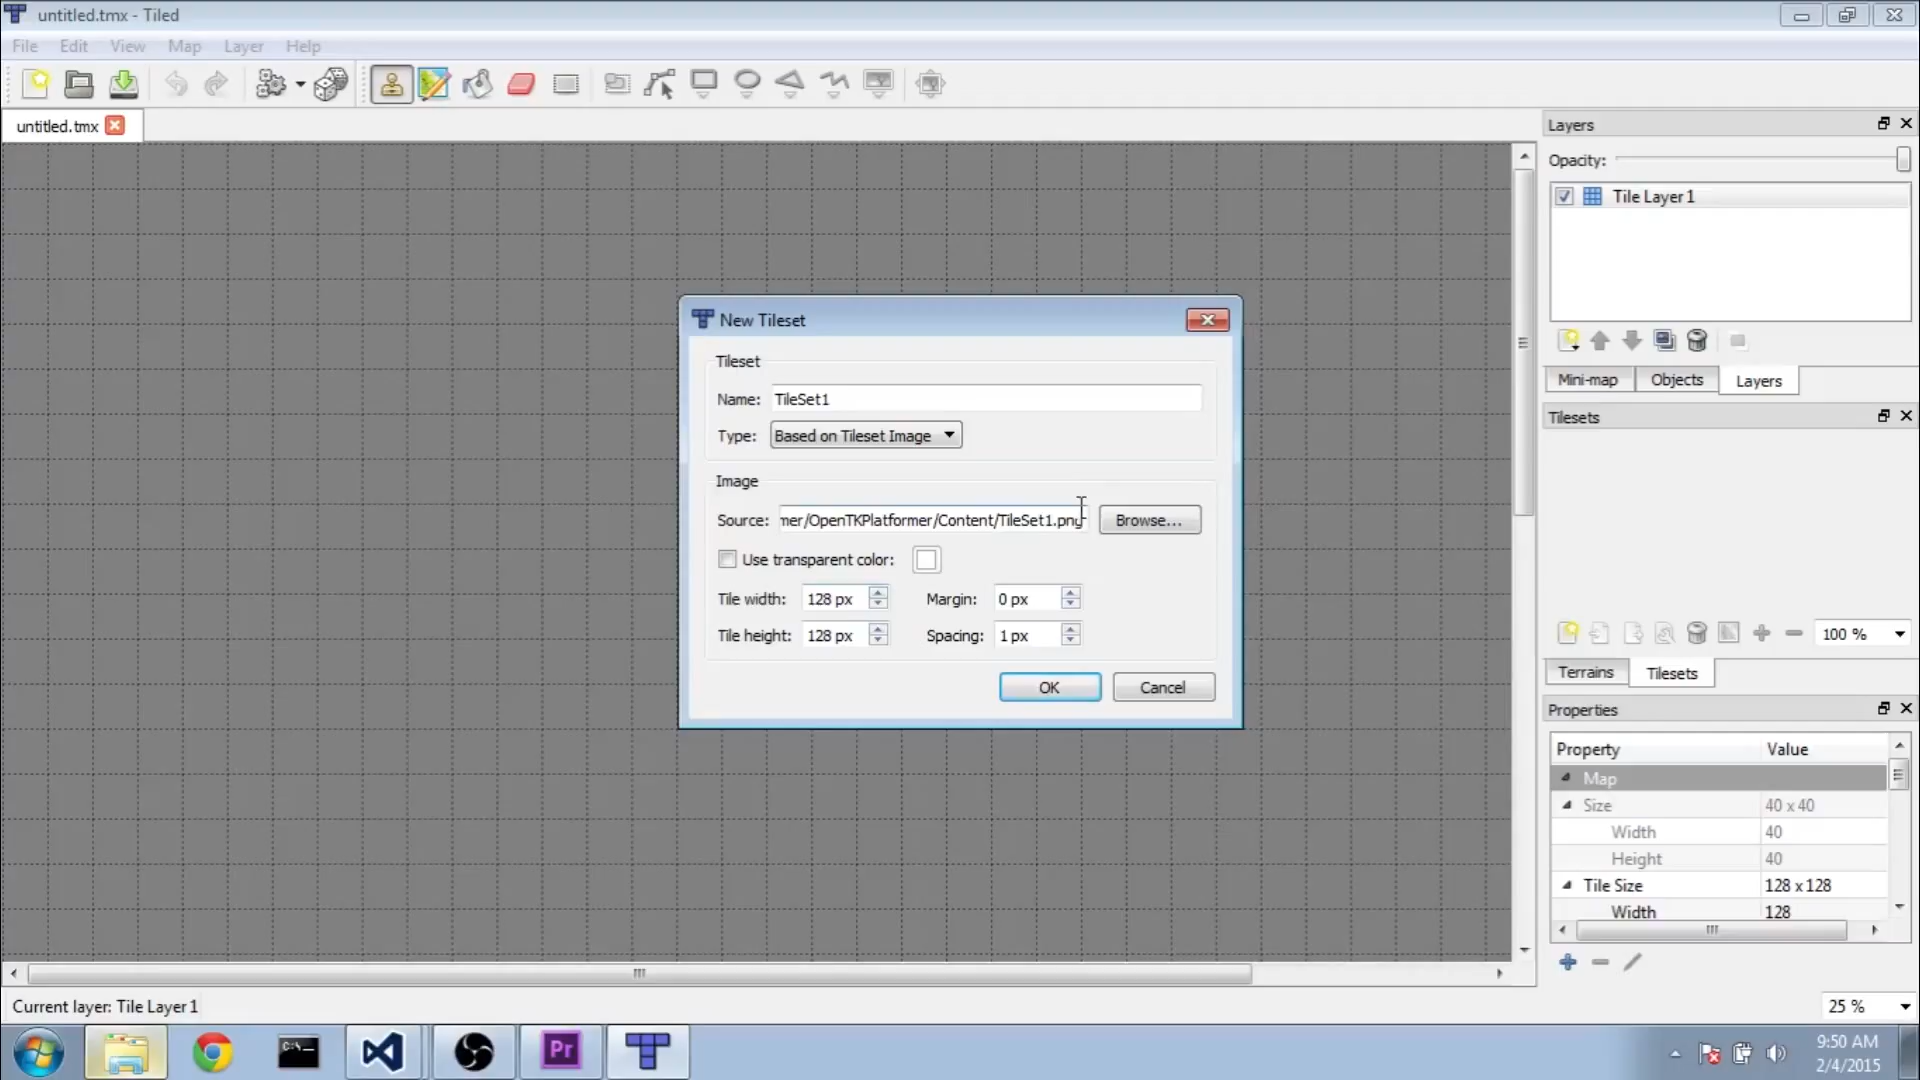 untitled.tmx - Tiled
File Edit View Map Layer Help
untitled.tmx
Layers
Opacity:
Tile Layer 1
Mini-map Objects Layers
Tilesets
100 %
Terrains Tilesets
Properties
Property Value
Map
Size 40 x 40
Width 40
Height 40
Tile Size 128 x 128
Width 128
New Tileset
Tileset
Name: TileSet1
Type: Based on Tileset Image
Image
Source: mer/OpenTKPlatformer/Content/TileSet1.png Browse...
Use transparent color:
Tile width: 128 px Margin: 0 px
Tile height: 128 px Spacing: 1 px
OK Cancel
Current layer: Tile Layer 1
25 %
C:\_
Pr
9:50 AM
2/4/2015